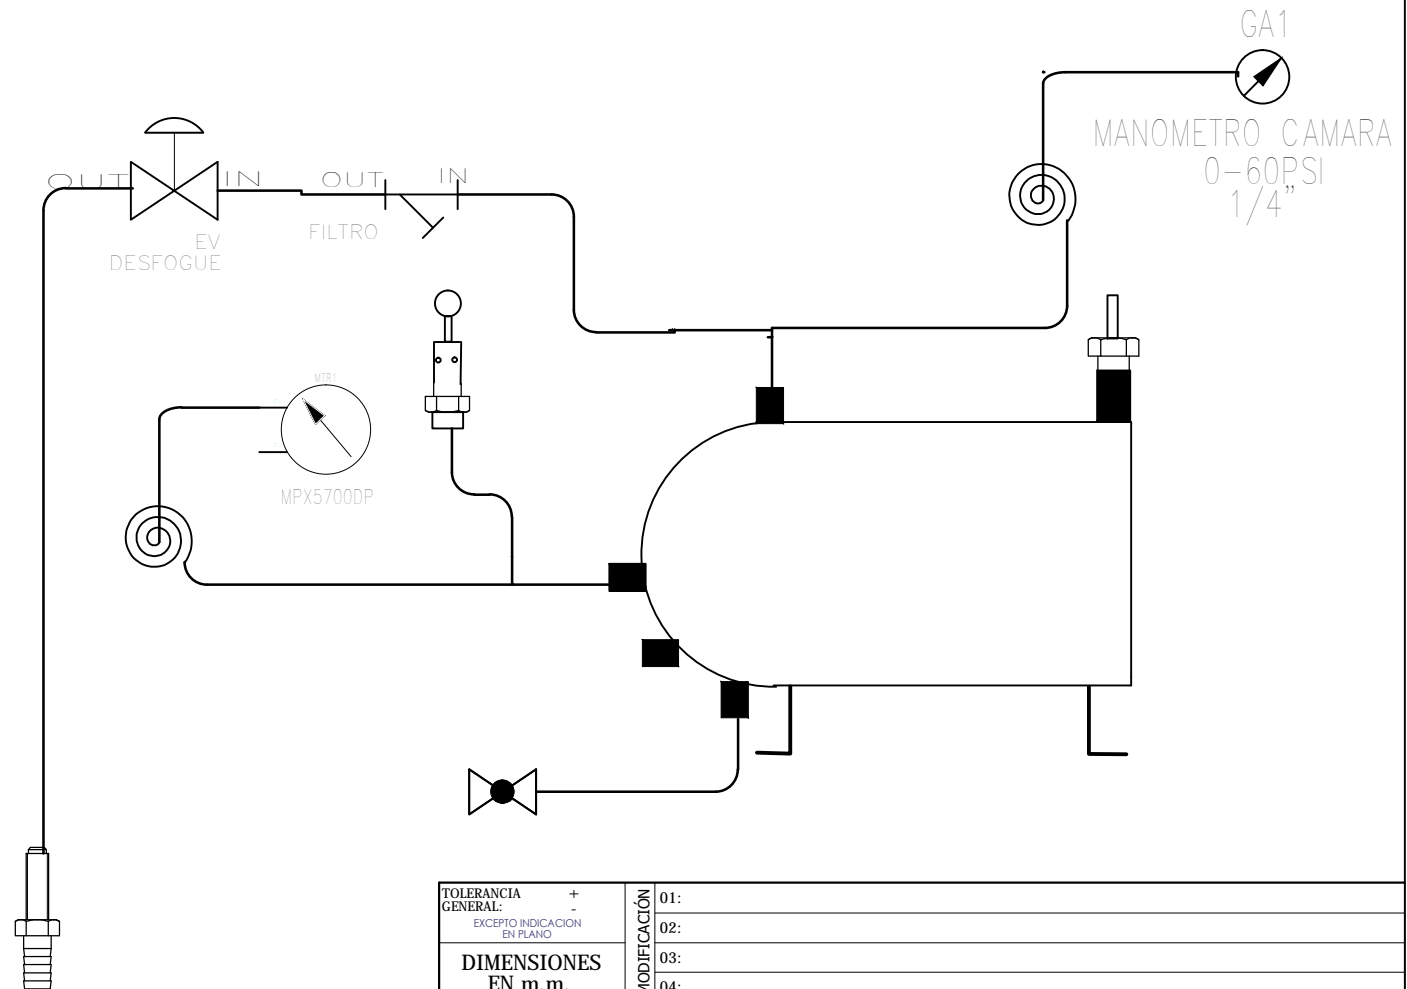 GA1
MANOMETRO CAMARA
0-60PSI
1/4"
OUT
IN
OUT
IN
FILTRO
EV
DESFOGUE
MTR1
MPX5700DP
TOLERANCIA +
GENERAL: -
EXCEPTO INDICACION
EN PLANO
DIMENSIONES
EN m.m.
MODIFICACIÓN
01:
02:
03:
04: